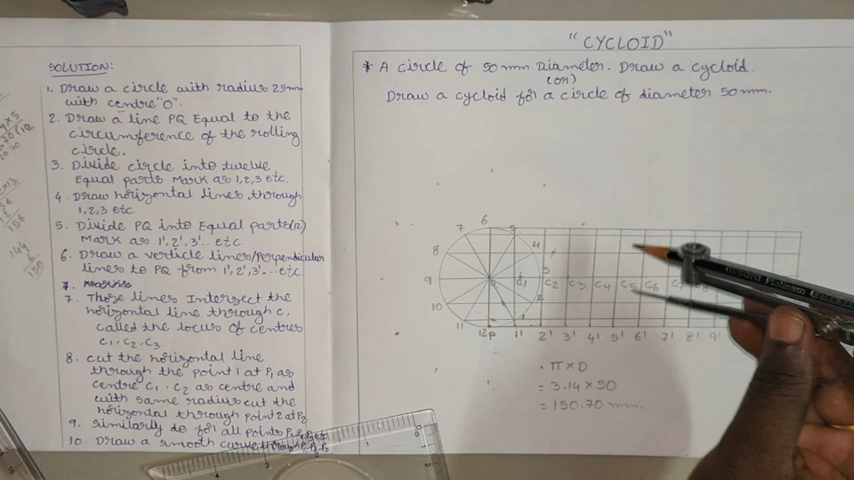 SOLUTION:
1. Draw a circle with radius 25mm
with centre "O".
2. Draw a line PQ Equal to the
circumference of the rolling
circle.
3. Divide circle into twelve
Equal parts Mark as 1,2,3 etc.
4. Draw horizontal lines through
1,2,3 etc
5. Divide PQ into Equal parts(12)
Mark as 1',2',3'.. etc
6. Draw a verticle lines/Perpendicular
lines to PQ from 1',2',3'...etc.
7. These lines Intersect the
horizontal line through C,
called the locus of centres
C1.C2.C3
8. cut the horizontal line
through the point 1 at P1 as
centre C1. C2 as centre and
with same radius cut the
horizontal through point 2 at P2
9. Similarly do for all points
10. Draw a smooth curve
"CYCLOID"
* A circle of 50mm Diameter. Draw a cycloid
(or)
Draw a cycloid for a circle of diameter 50mm.
6
7 5
8 4
9 C1 C2 C3 C4 C5 C6 C7
10
11 12 P 1' 2' 3' 4' 5' 6' 7' 8' 9'
. π×D
= 3.14 × 50
= 150.70 mm.